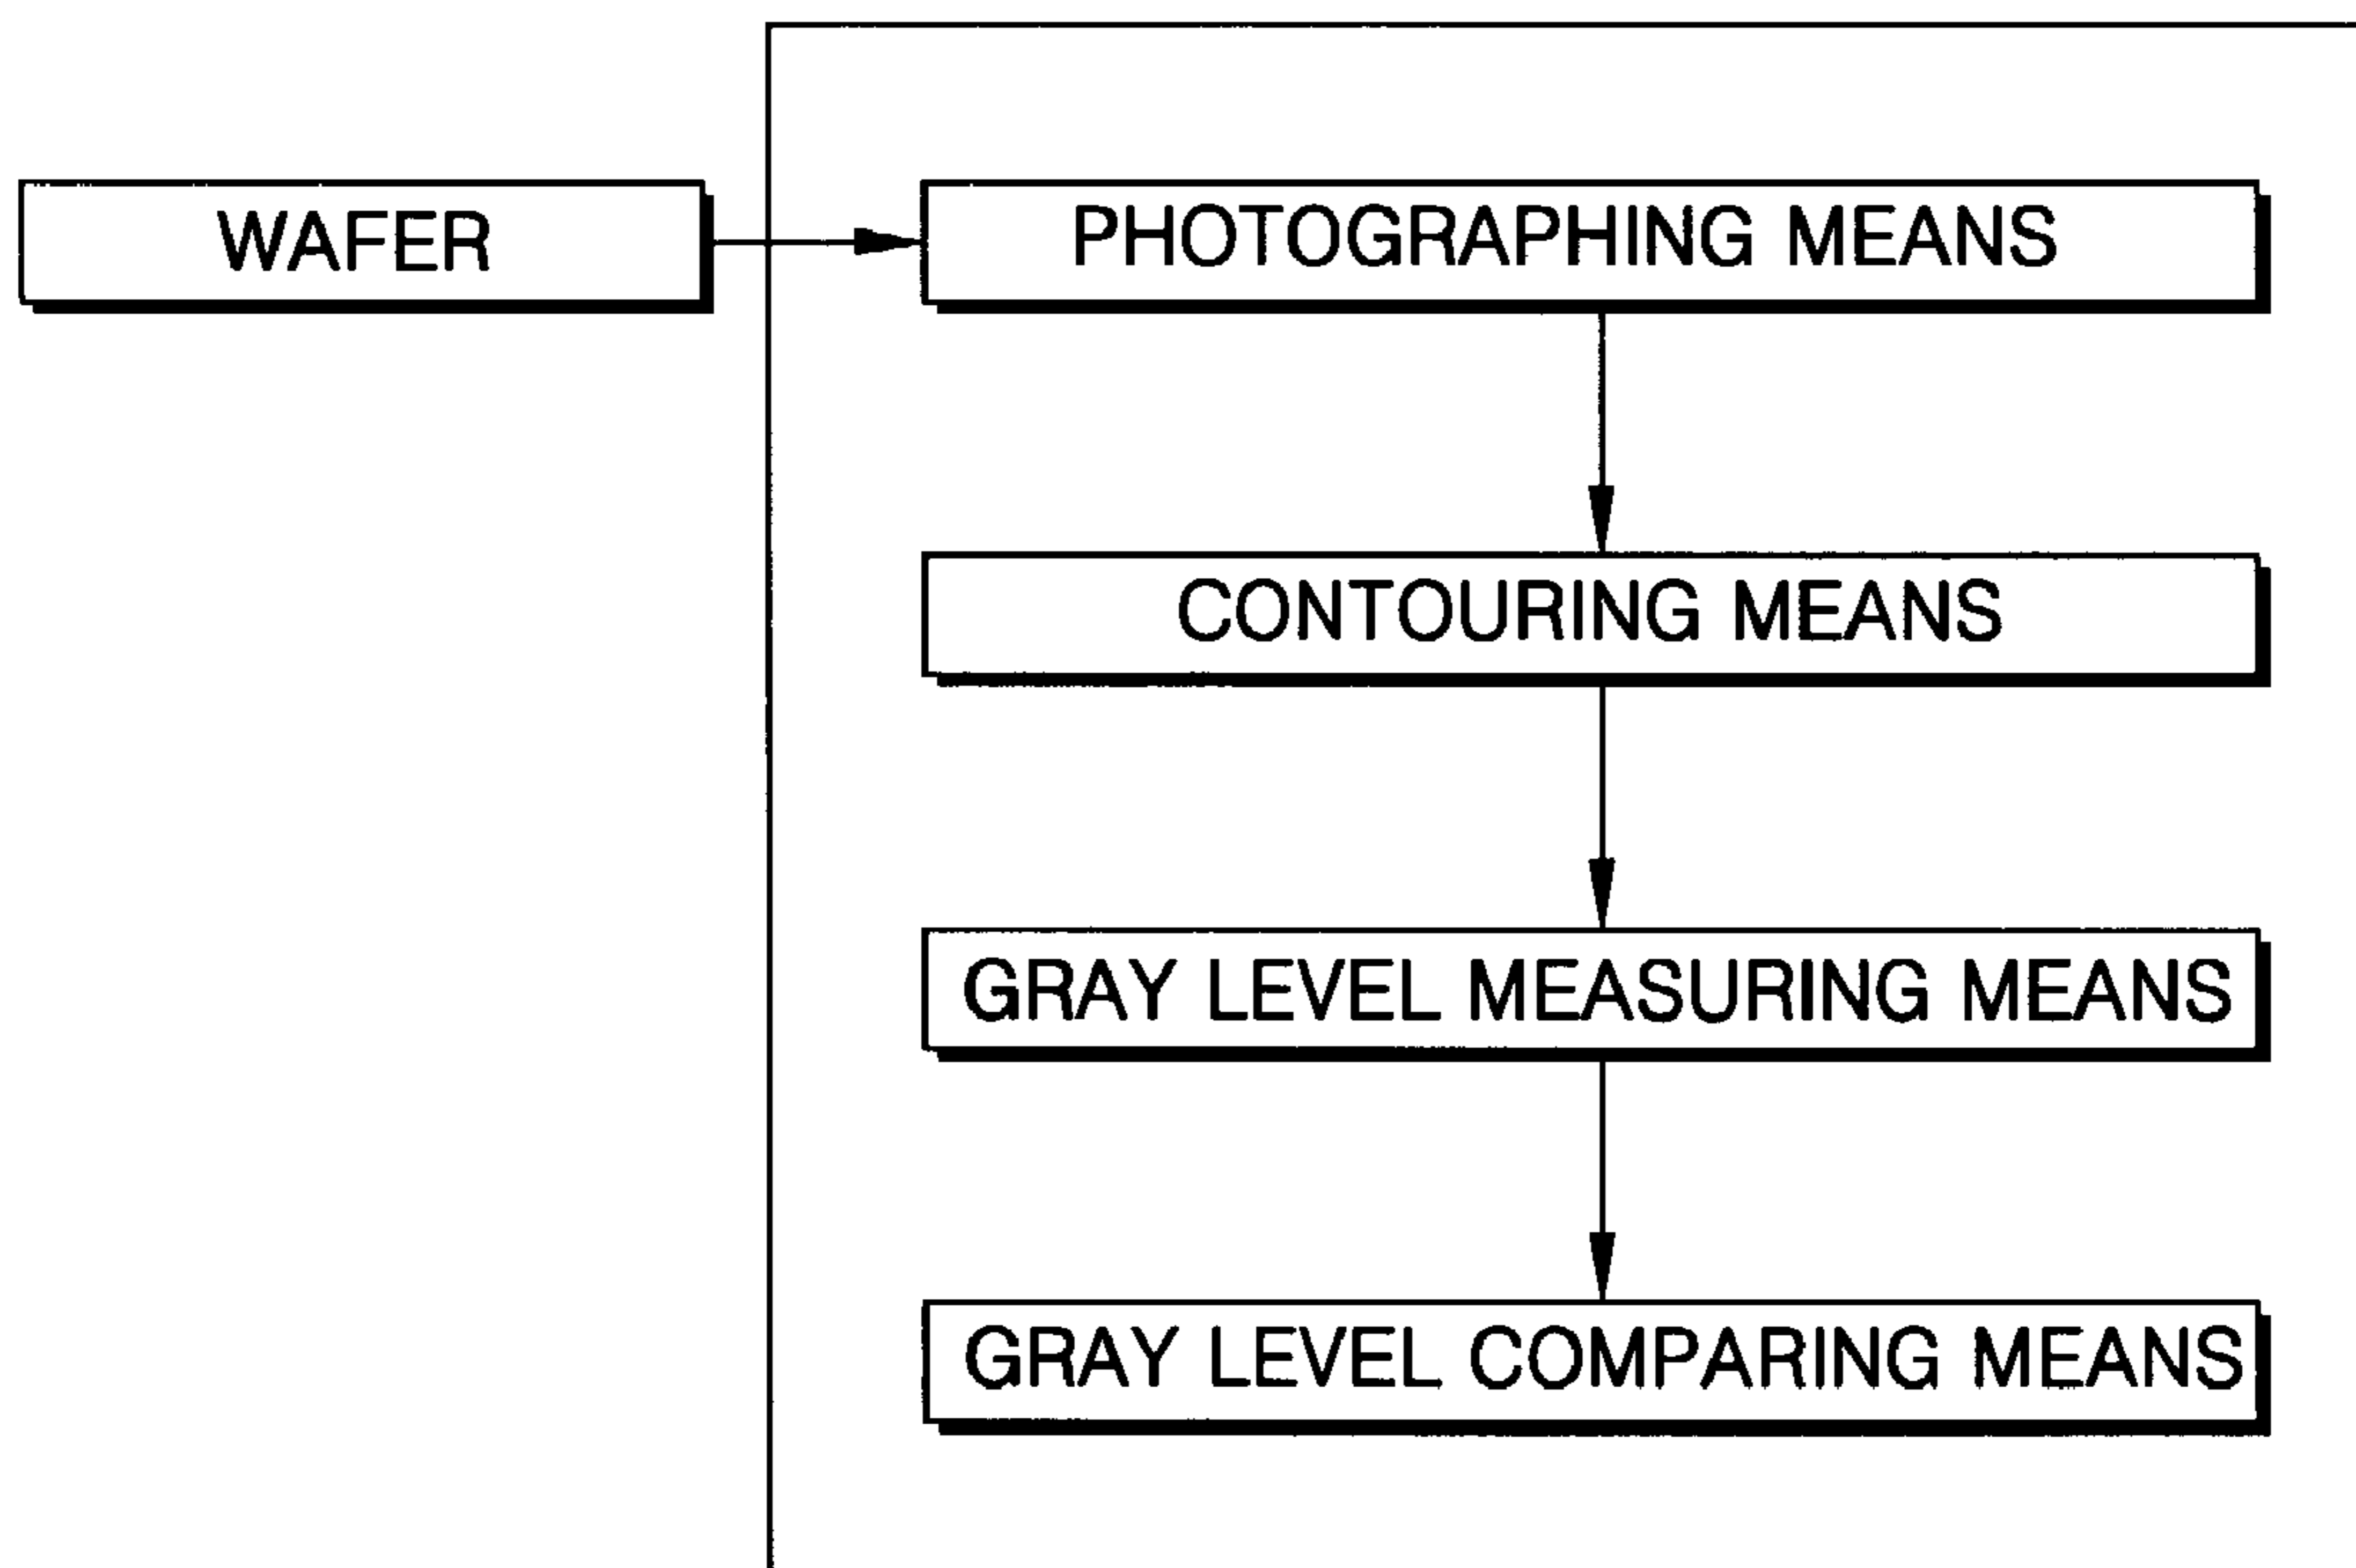 WAFER
PHOTOGRAPHING MEANS
CONTOURING MEANS
GRAY LEVEL MEASURING MEANS
GRAY LEVEL COMPARING MEANS